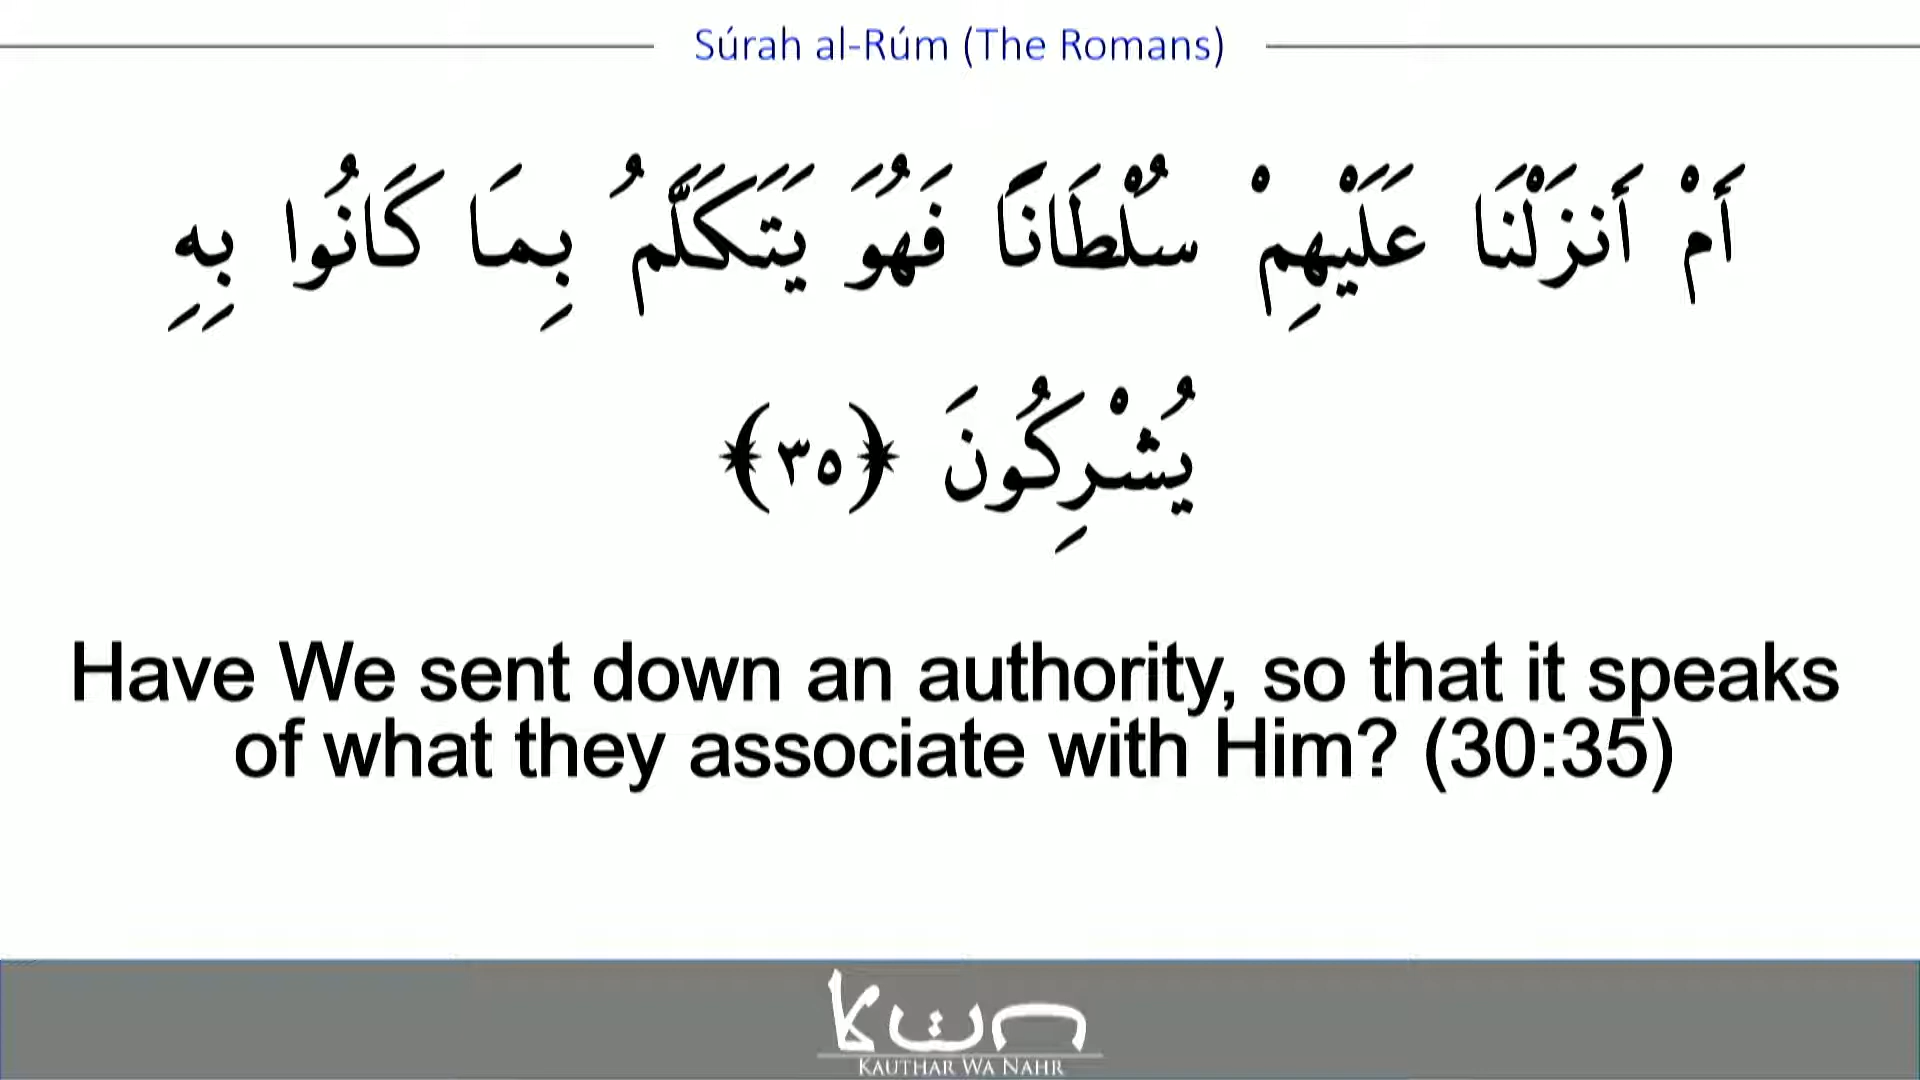 Súrah al-Rúm (The Romans)
أَمْ أَنزَلْنَا عَلَيْهِمْ سُلْطَانًا فَهُوَ يَتَكَلَّمُ بِمَا كَانُوا بِهِ
يُشْرِكُونَ ﴿٣٥﴾
Have We sent down an authority, so that it speaks
of what they associate with Him? (30:35)
KAUTHAR WA NAHR